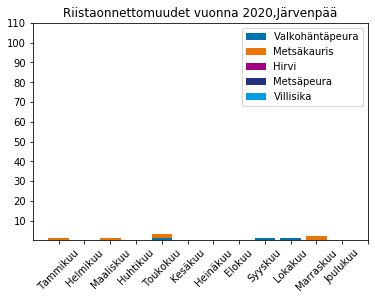 Riistaonnettomuudet vuonna 2020,Järvenpää
110
100
90
80
70
60
50
40
30
20
10
Valkohäntäpeura
Metsäkauris
Hirvi
Metsäpeura
Villisika
Tammikuu
Helmikuu
Maaliskuu
Huhtikuu
Toukokuu
Kesäkuu
Heinäkuu
Elokuu
Syyskuu
Lokakuu
Marraskuu
Joulukuu